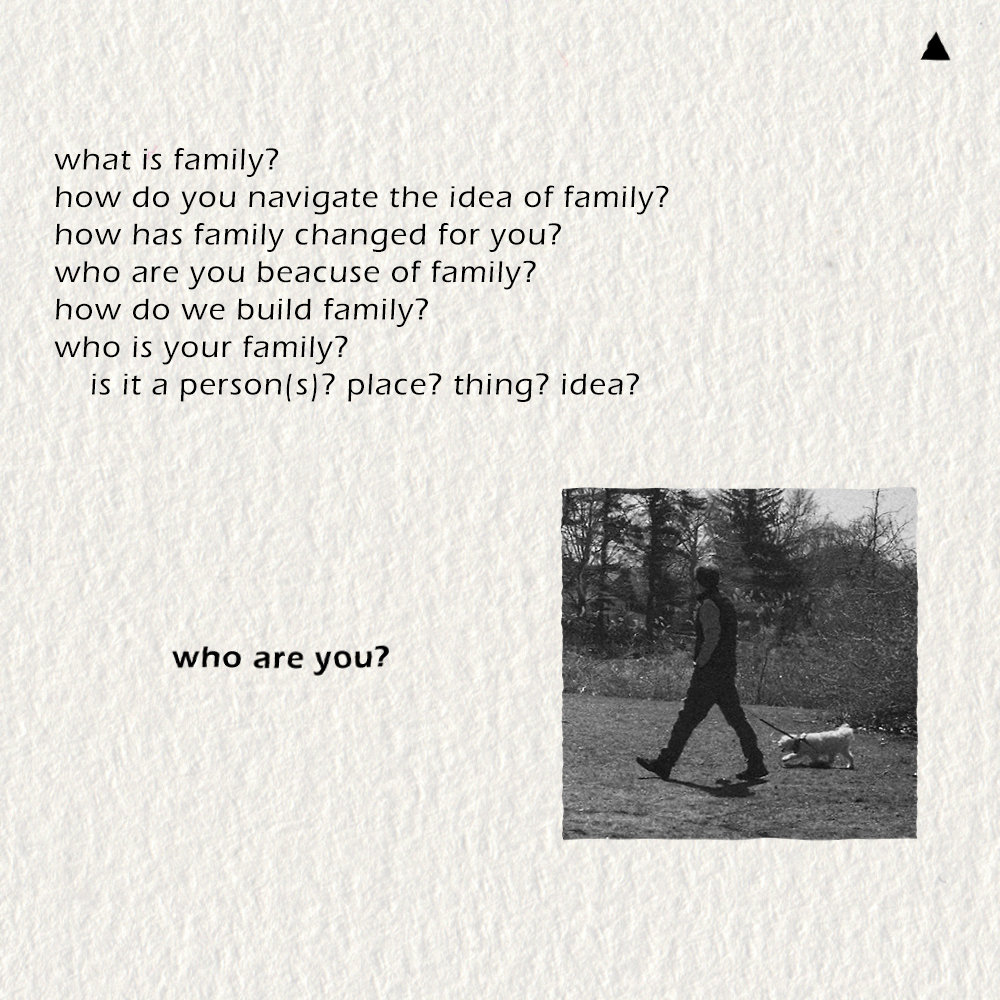 what is family?
how do you navigate the idea of family?
how has family changed for you?
who are you beacuse of family?
how do we build family?
who is your family?
is it a person(s)? place? thing? idea?
who are you?